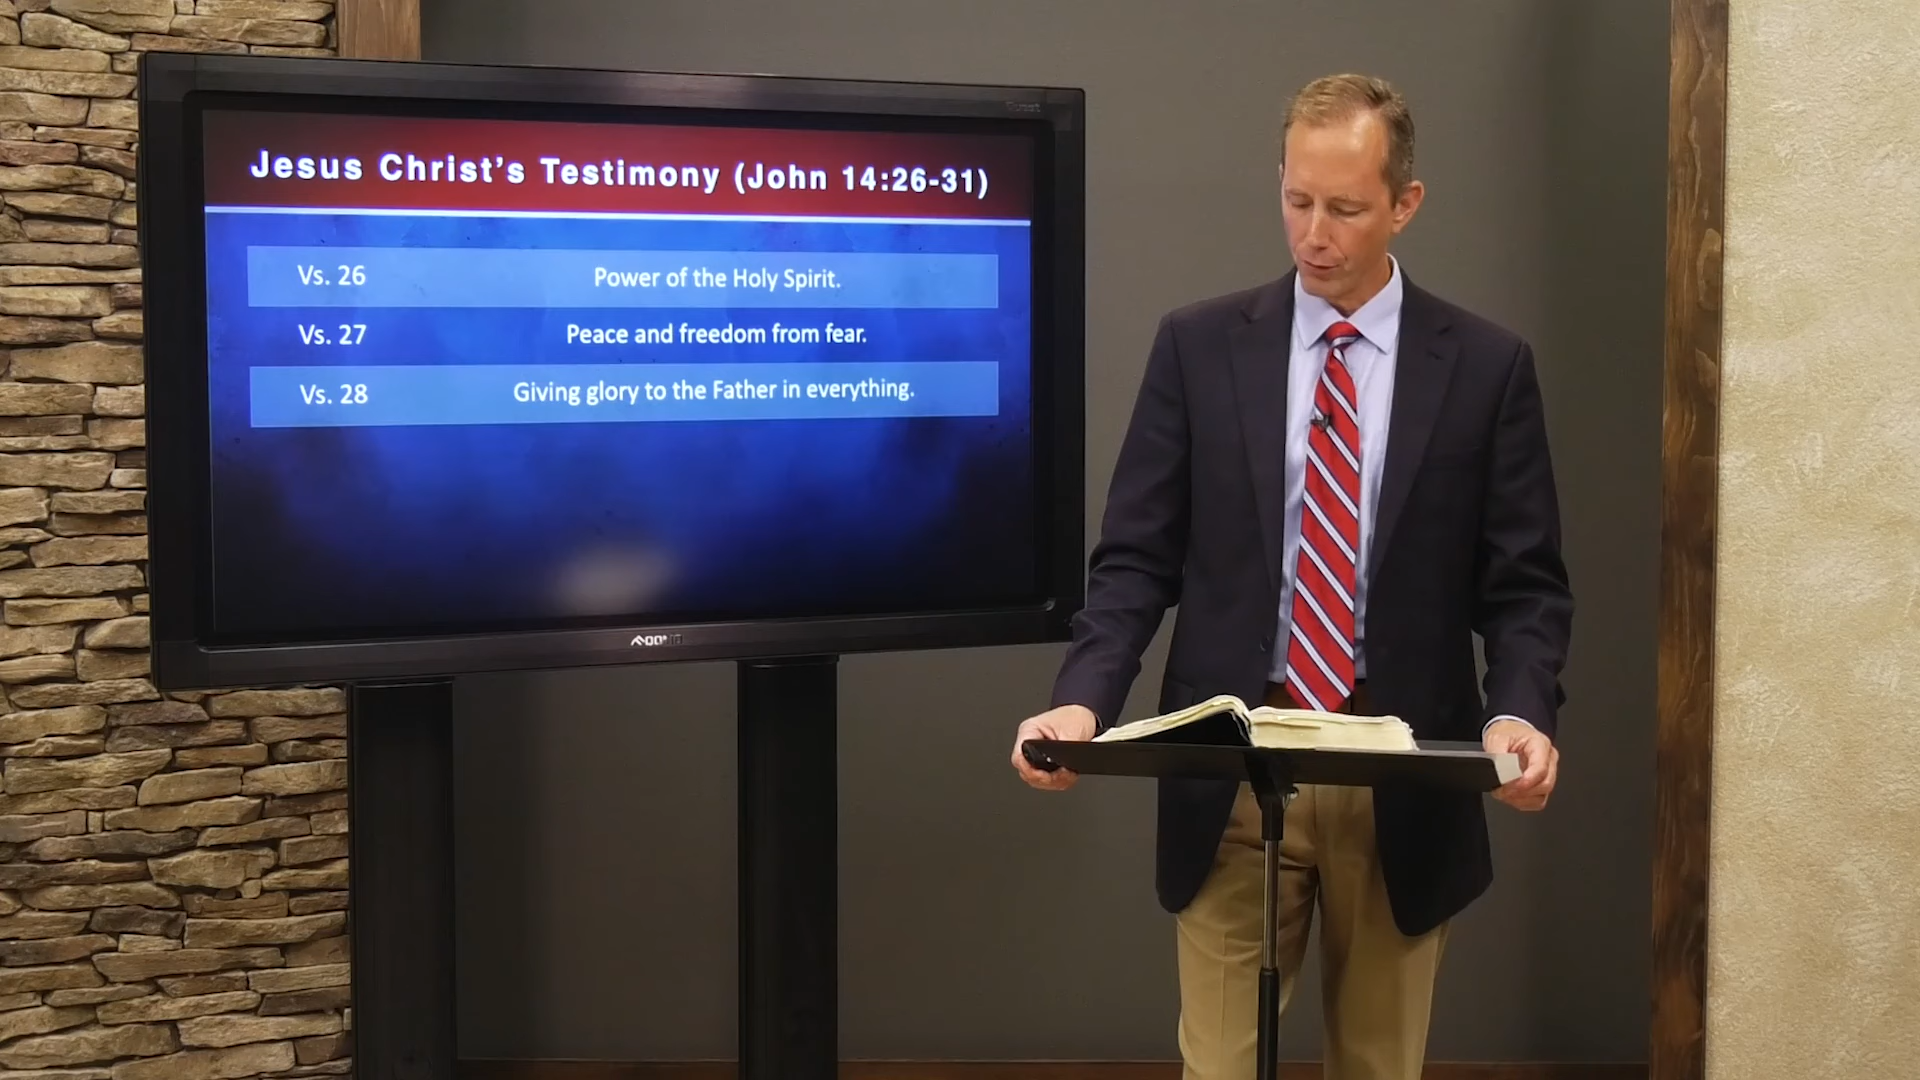 Jesus Christ's Testimony (John 14:26-31)
Vs. 26 Power of the Holy Spirit.
Vs. 27 Peace and freedom from fear.
Vs. 28 Giving glory to the Father in everything.